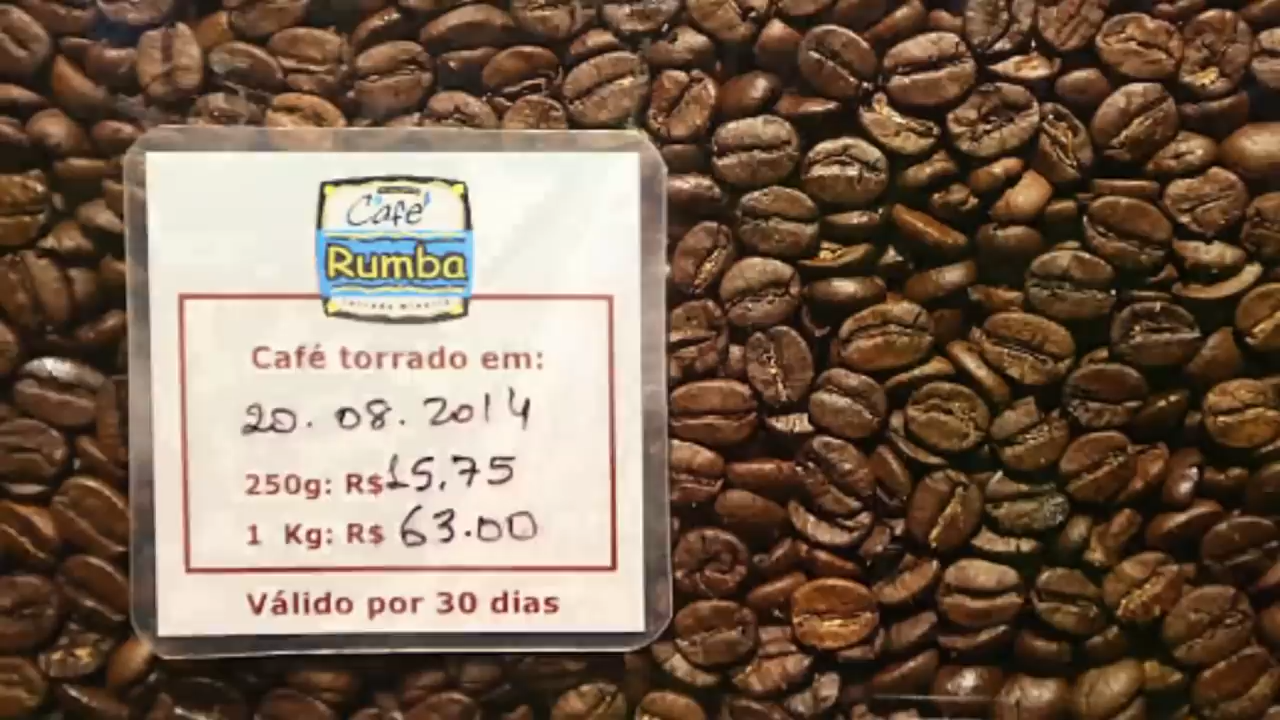 Café
Rumba
Café torrado em:
20.08.2014
250g: R$15,75
1 Kg: R$ 63.00
Válido por 30 dias